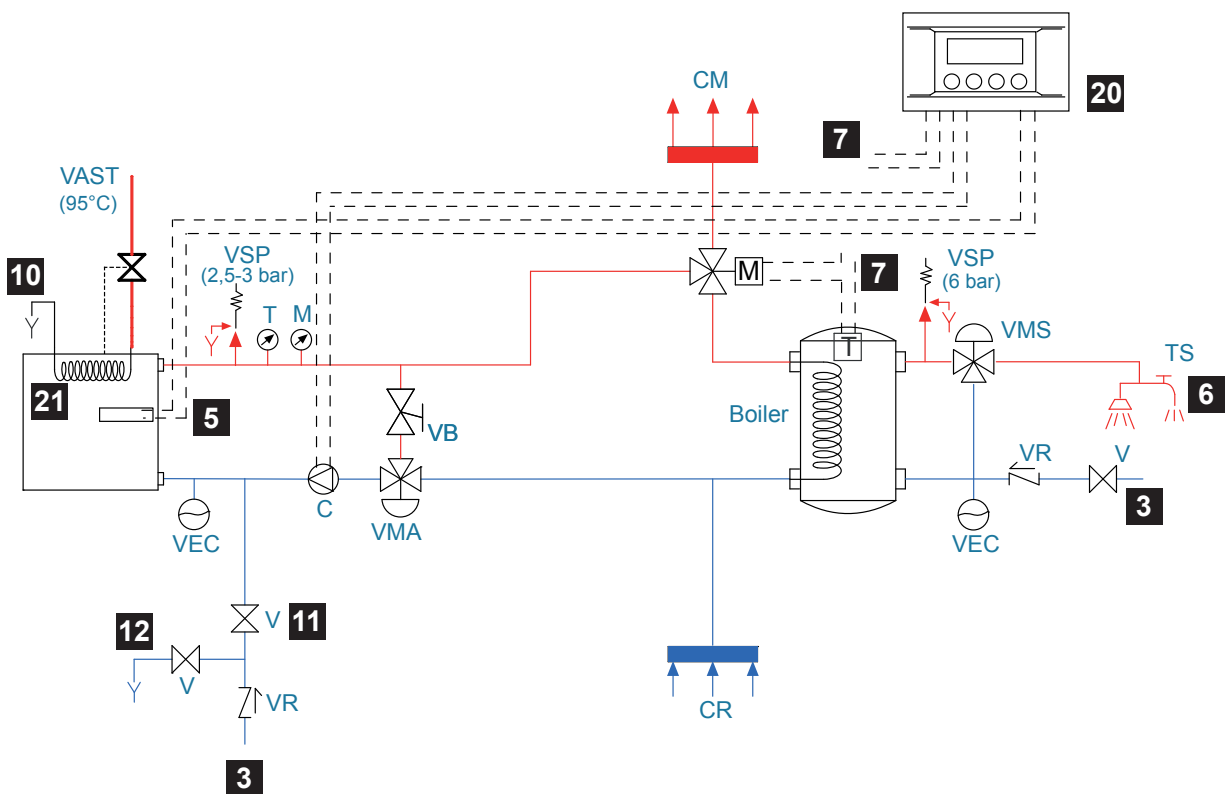 CM
20
7
VAST
(95°C)
10
VSP
(2,5-3 bar)
T
M
M
7
VSP
(6 bar)
VMS
T
TS
21
5
6
Boiler
VB
VR
V
3
C
VMA
VEC
VEC
12
V
11
V
VR
CR
3